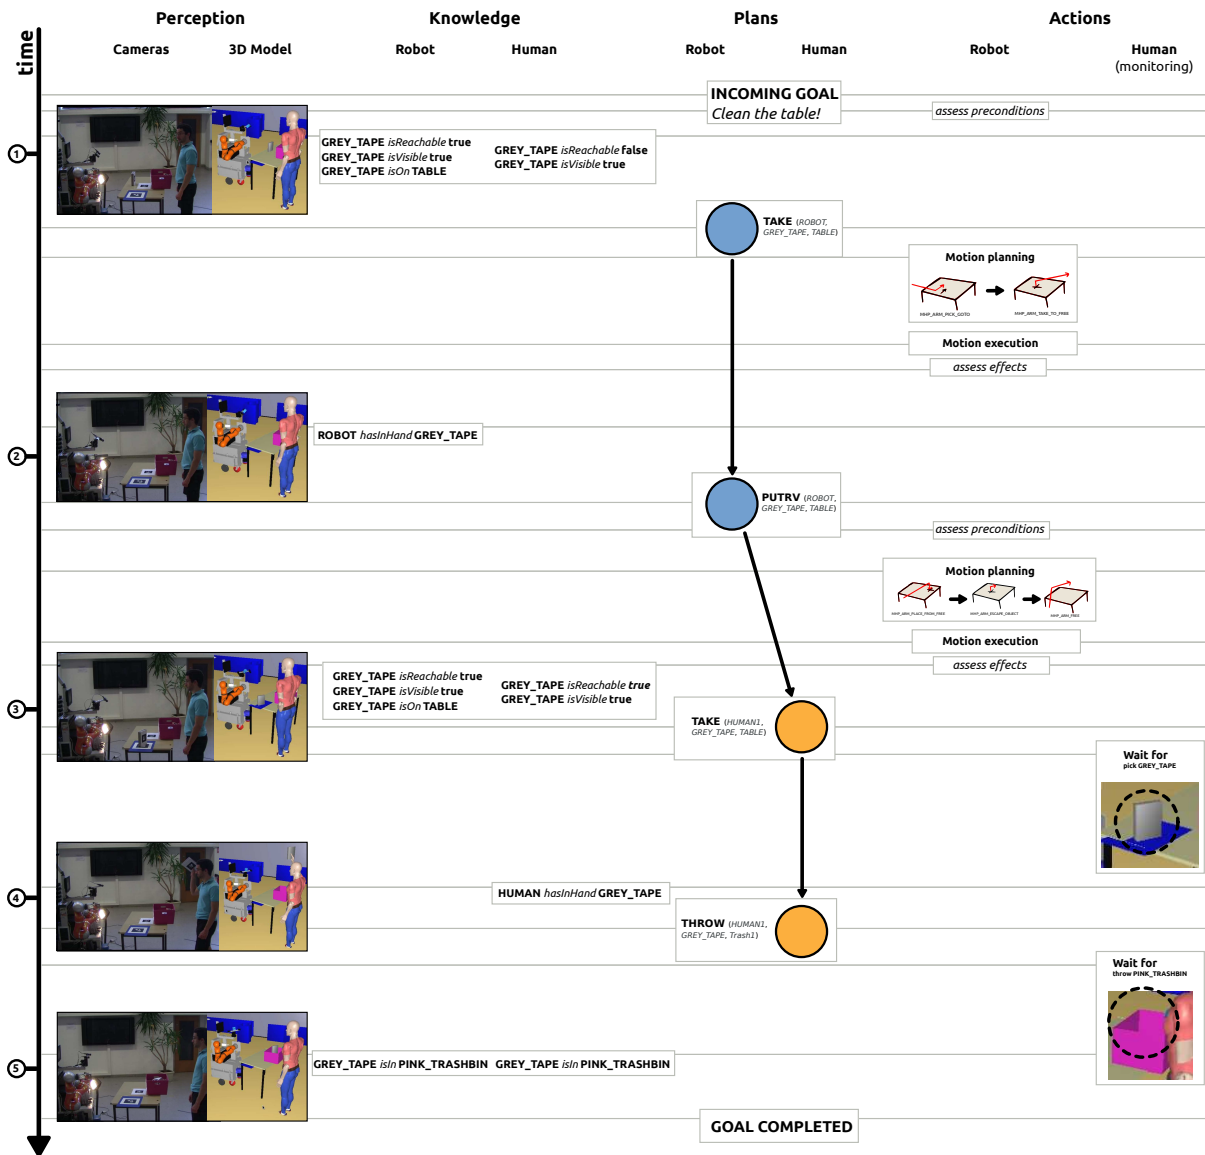 Perception Knowledge Plans Actions
Cameras 3D Model Robot Human Robot Human Robot Human
(monitoring)
time
INCOMING GOAL
Clean the table!
assess preconditions
1
GREY_TAPE isReachable true
GREY_TAPE isVisible true
GREY_TAPE isOn TABLE
GREY_TAPE isReachable false
GREY_TAPE isVisible true
TAKE (ROBOT,
GREY_TAPE, TABLE)
Motion planning
MHP_ARM_PICK_GOTO MHP_ARM_TAKE_TO_FREE
Motion execution
assess effects
2
ROBOT hasInHand GREY_TAPE
PUTRV (ROBOT,
GREY_TAPE, TABLE)
assess preconditions
Motion planning
MHP_ARM_PLACE_FROM_FREE MHP_ARM_ESCAPE_OBJECT MHP_ARM_FREE
Motion execution
assess effects
3
GREY_TAPE isReachable true
GREY_TAPE isVisible true
GREY_TAPE isOn TABLE
GREY_TAPE isReachable true
GREY_TAPE isVisible true
TAKE (HUMAN1,
GREY_TAPE, TABLE)
Wait for
pick GREY_TAPE
4
HUMAN hasInHand GREY_TAPE
THROW (HUMAN1,
GREY_TAPE, Trash1)
Wait for
throw PINK_TRASHBIN
5
GREY_TAPE isIn PINK_TRASHBIN GREY_TAPE isIn PINK_TRASHBIN
GOAL COMPLETED